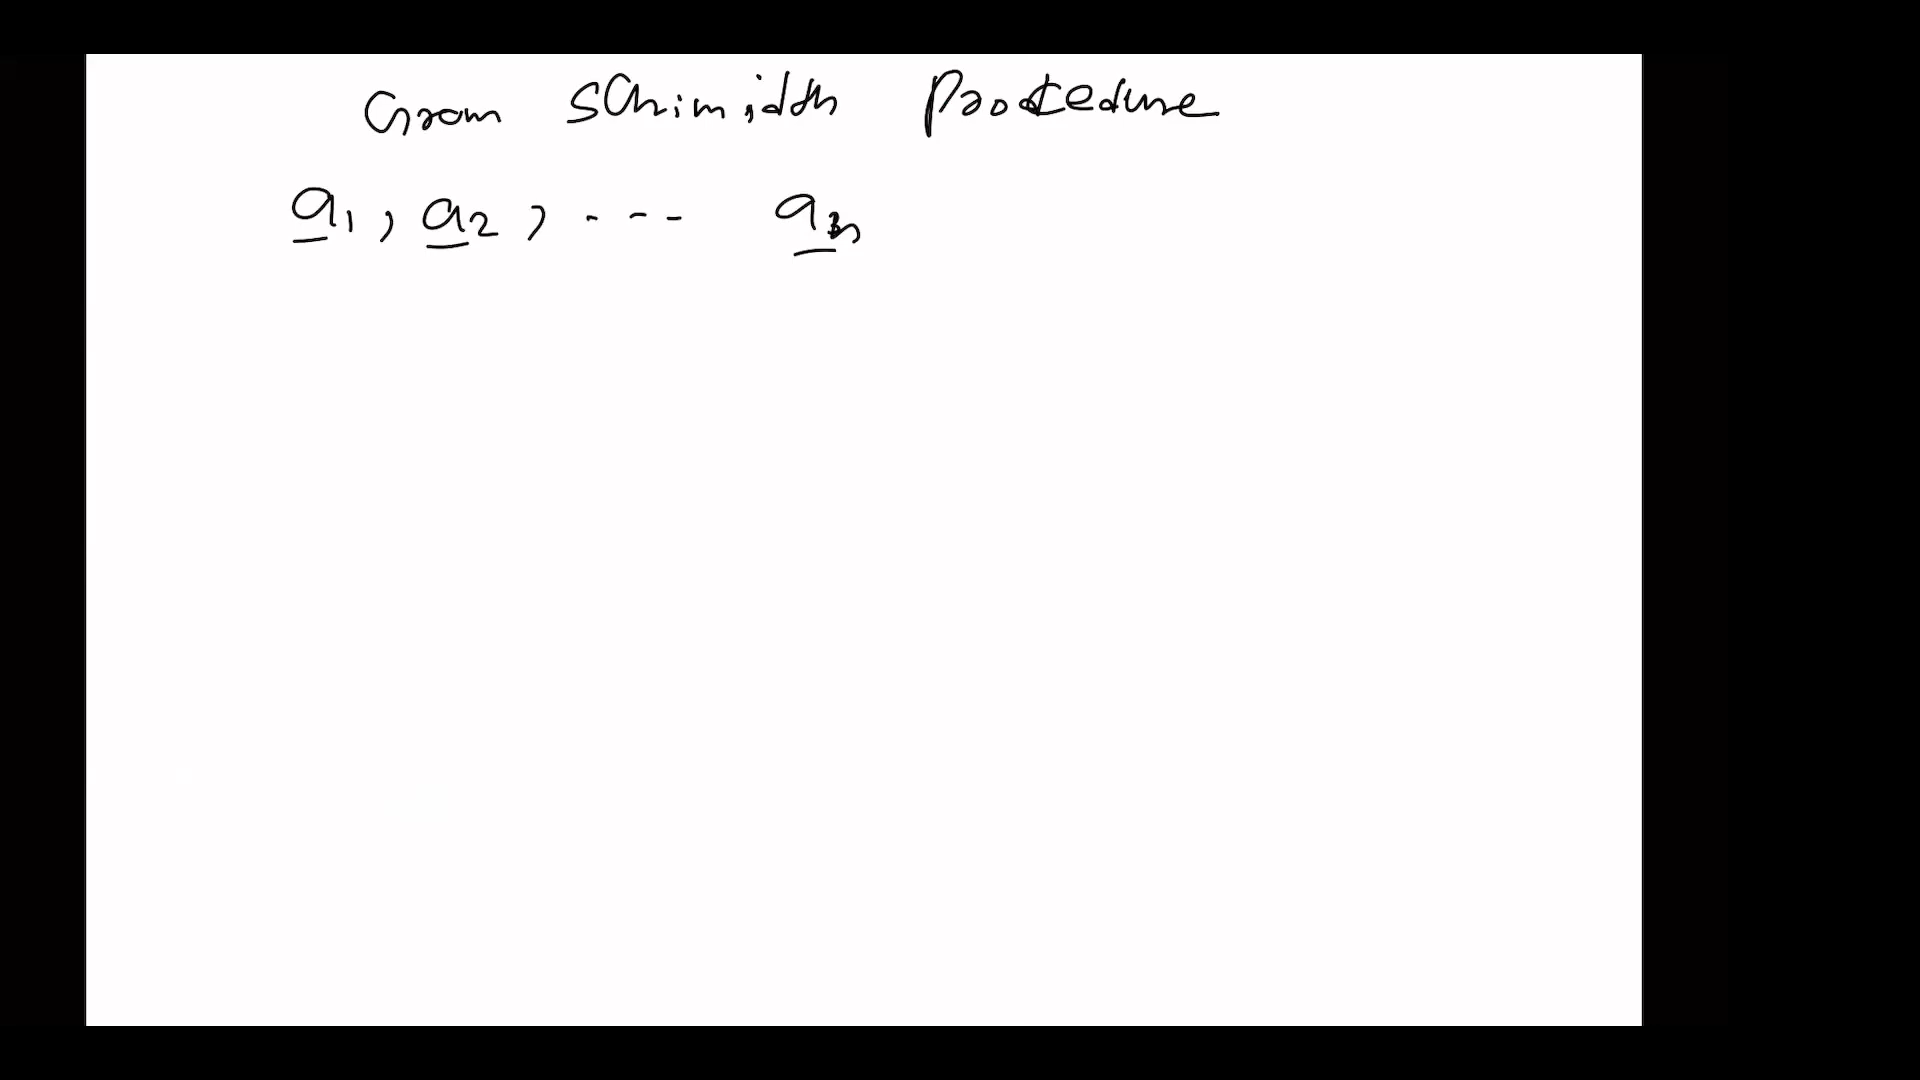 Gram SChimidth Procedure
a1, a2, --- an